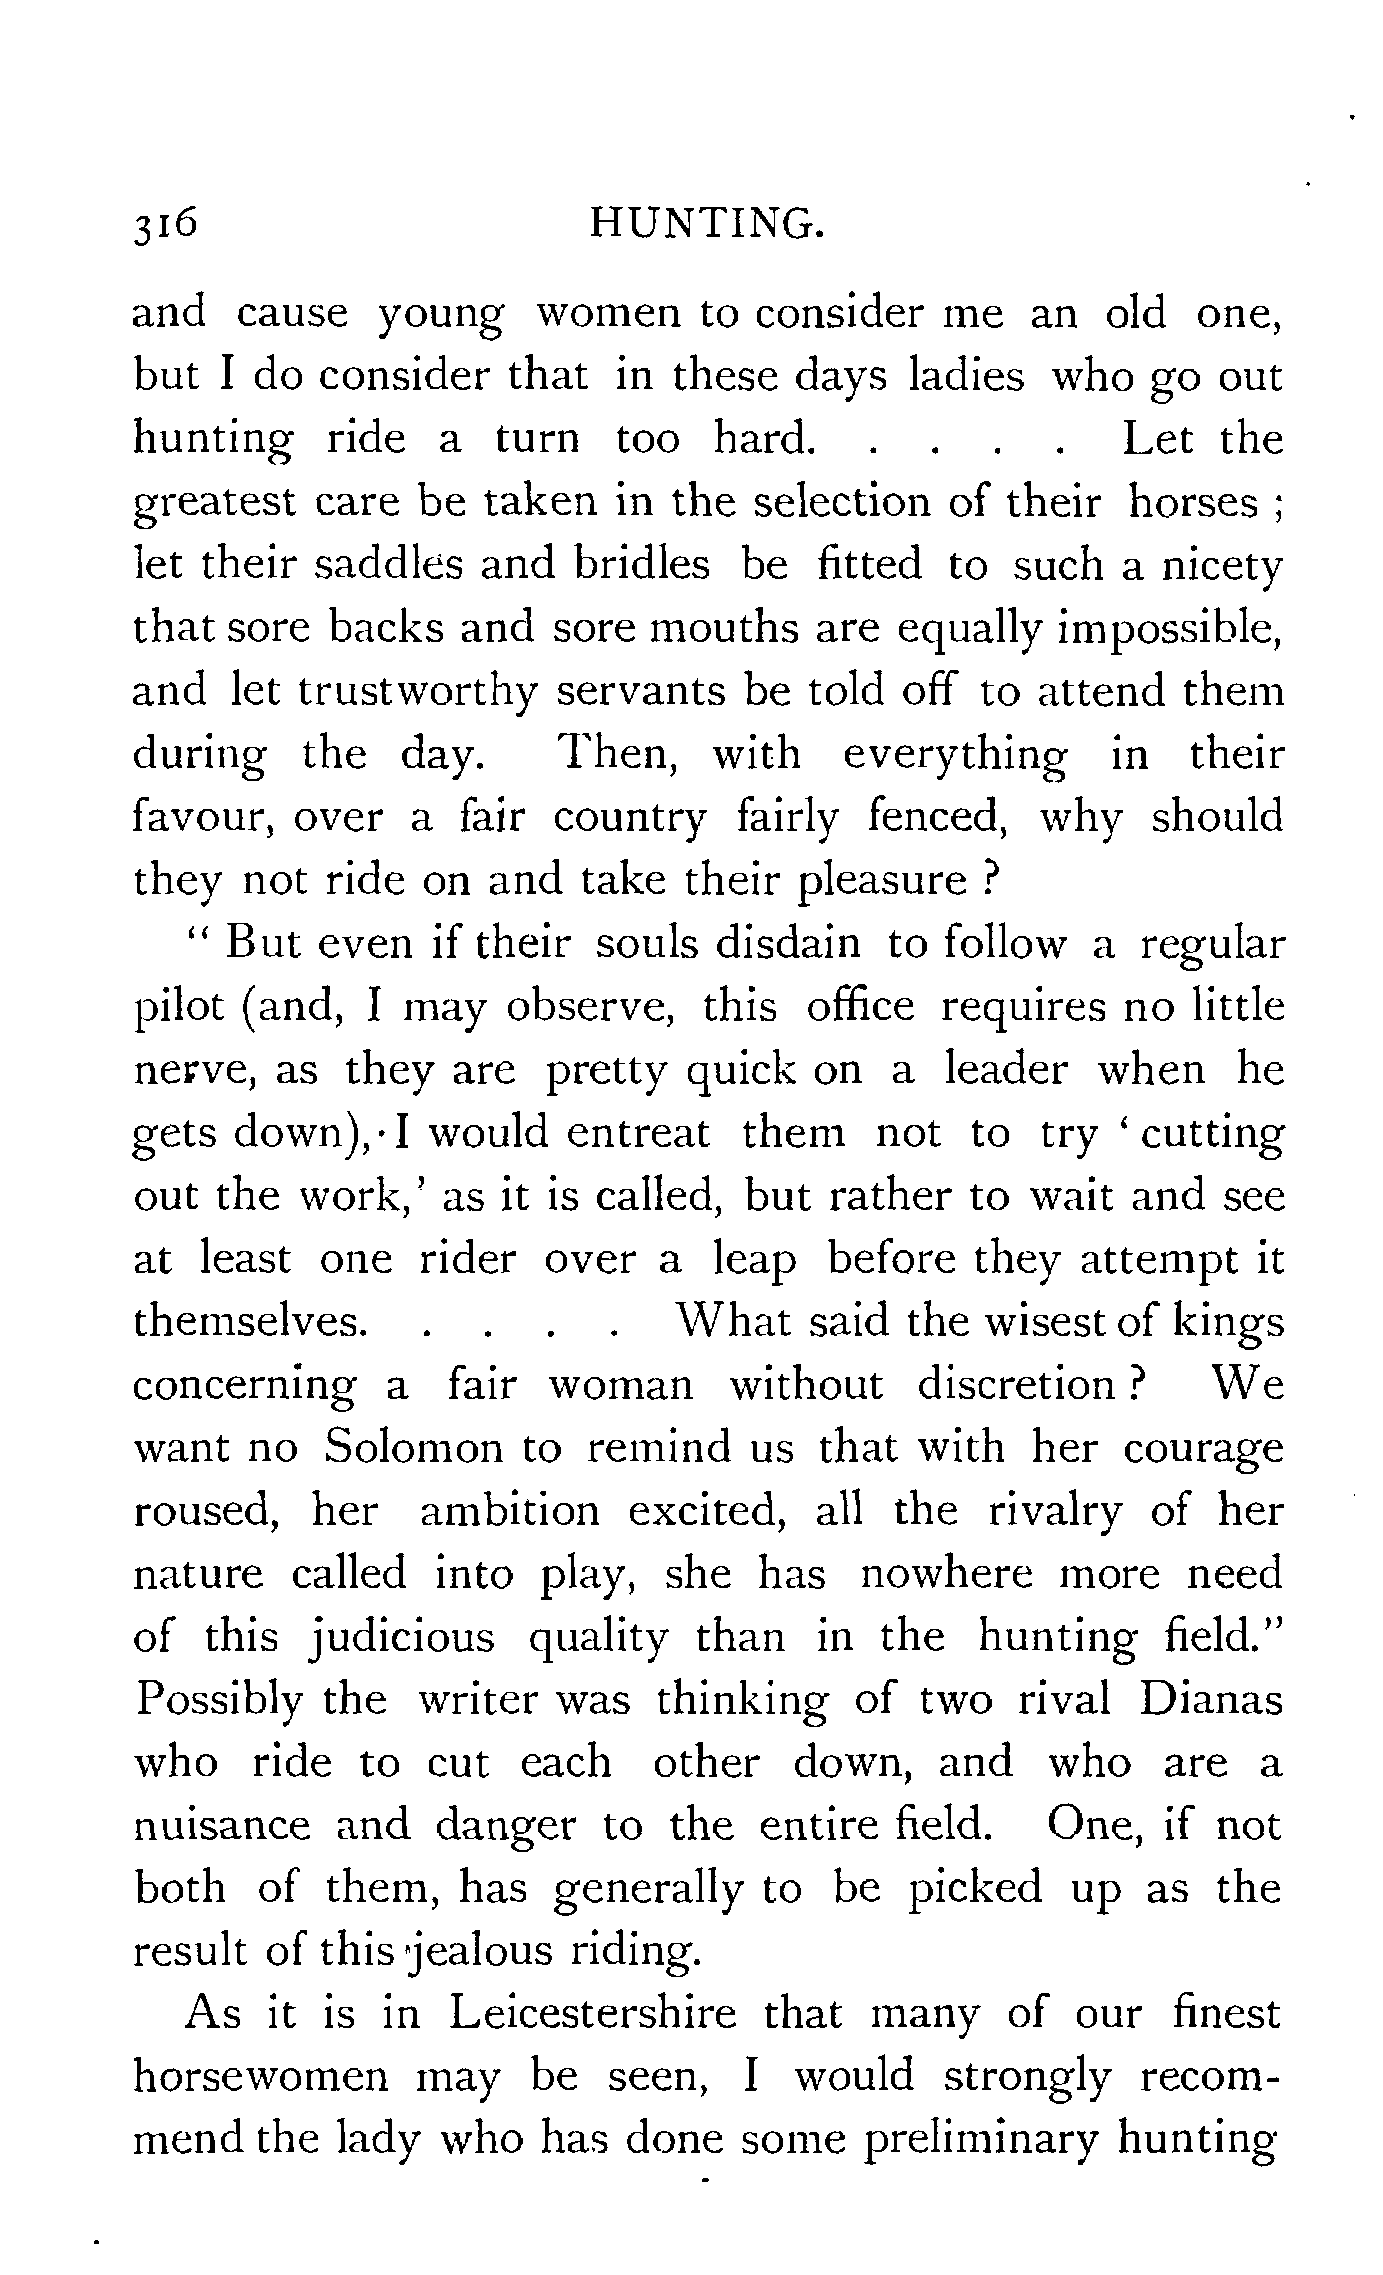 316 HUNTING.
and cause young women to consider me an old one,
but I do consider that in these days ladies who go out
hunting ride a turn too hard. . . . . Let the
greatest care be taken in the selection of their horses ;
let their saddles and bridles be fitted to such a nicety
that sore backs and sore mouths are equally impossible,
and let trustworthy servants be told off to attend them
during the day. Then, with everything in their
favour, over a fair country fairly fenced, why should
they not ride on and take their pleasure ?
“ But even if their souls disdain to follow a regular
pilot (and, I may observe, this office requires no little
nerve, as they are pretty quick on a leader when he
gets down), I would entreat them not to try ‘ cutting
out the work,’ as it is called, but rather to wait and see
at least one rider over a leap before they attempt it
themselves. . . . . What said the wisest of kings
concerning a fair woman without discretion ? We
want no Solomon to remind us that with her courage
roused, her ambition excited, all the rivalry of her
nature called into play, she has nowhere more need
of this judicious quality than in the hunting field.”
Possibly the writer was thinking of two rival Dianas
who ride to cut each other down, and who are a
nuisance and danger to the entire field. One, if not
both of them, has generally to be picked up as the
result of this jealous riding.
As it is in Leicestershire that many of our finest
horsewomen may be seen, I would strongly recom-
mend the lady who has done some preliminary hunting